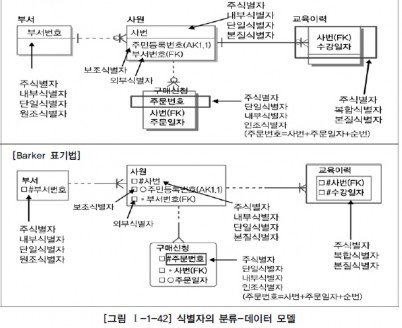 부서
부서번호
주식별자
내부식별자
단일식별자
원조식별자
사원
사번
주민등록번호(AK1,1)
부서번호(FK)
보조식별자
외부식별자
주식별자
내부식별자
단일식별자
본질식별자
구매신청
주문번호
사번(FK)
주문일자
주식별자
단일식별자
내부식별자
인조식별자
(주문번호=사번+주문일자+순번)
교육이력
사번(FK)
수강일자
주식별자
복합식별자
본질식별자
[Barker 표기법]
부서
#부서번호
주식별자
내부식별자
단일식별자
원조식별자
사원
#사번
○주민등록번호(AK1,1)
*부서번호(FK)
보조식별자
외부식별자
주식별자
내부식별자
단일식별자
본질식별자
구매신청
#주문번호
*사번(FK)
○주문일자
주식별자
단일식별자
내부식별자
인조식별자
(주문번호=사번+주문일자+순번)
교육이력
#사번(FK)
#수강일자
주식별자
복합식별자
본질식별자
[그림 Ⅰ-1-42] 식별자의 분류-데이터 모델